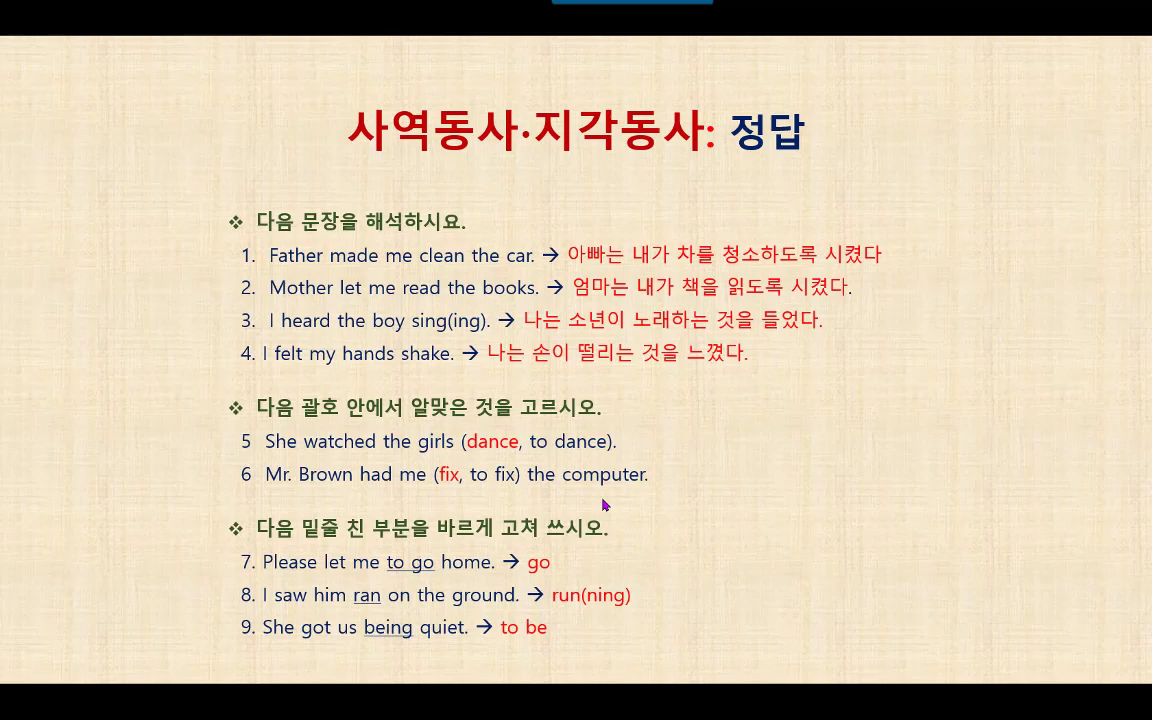 사역동사·지각동사: 정답
❖ 다음 문장을 해석하시요.
1. Father made me clean the car. → 아빠는 내가 차를 청소하도록 시켰다
2. Mother let me read the books. → 엄마는 내가 책을 읽도록 시켰다.
3. I heard the boy sing(ing). → 나는 소년이 노래하는 것을 들었다.
4. I felt my hands shake. → 나는 손이 떨리는 것을 느꼈다.
❖ 다음 괄호 안에서 알맞은 것을 고르시오.
5 She watched the girls (dance, to dance).
6 Mr. Brown had me (fix, to fix) the computer.
❖ 다음 밑줄 친 부분을 바르게 고쳐 쓰시오.
7. Please let me to go home. → go
8. I saw him ran on the ground. → run(ning)
9. She got us being quiet. → to be